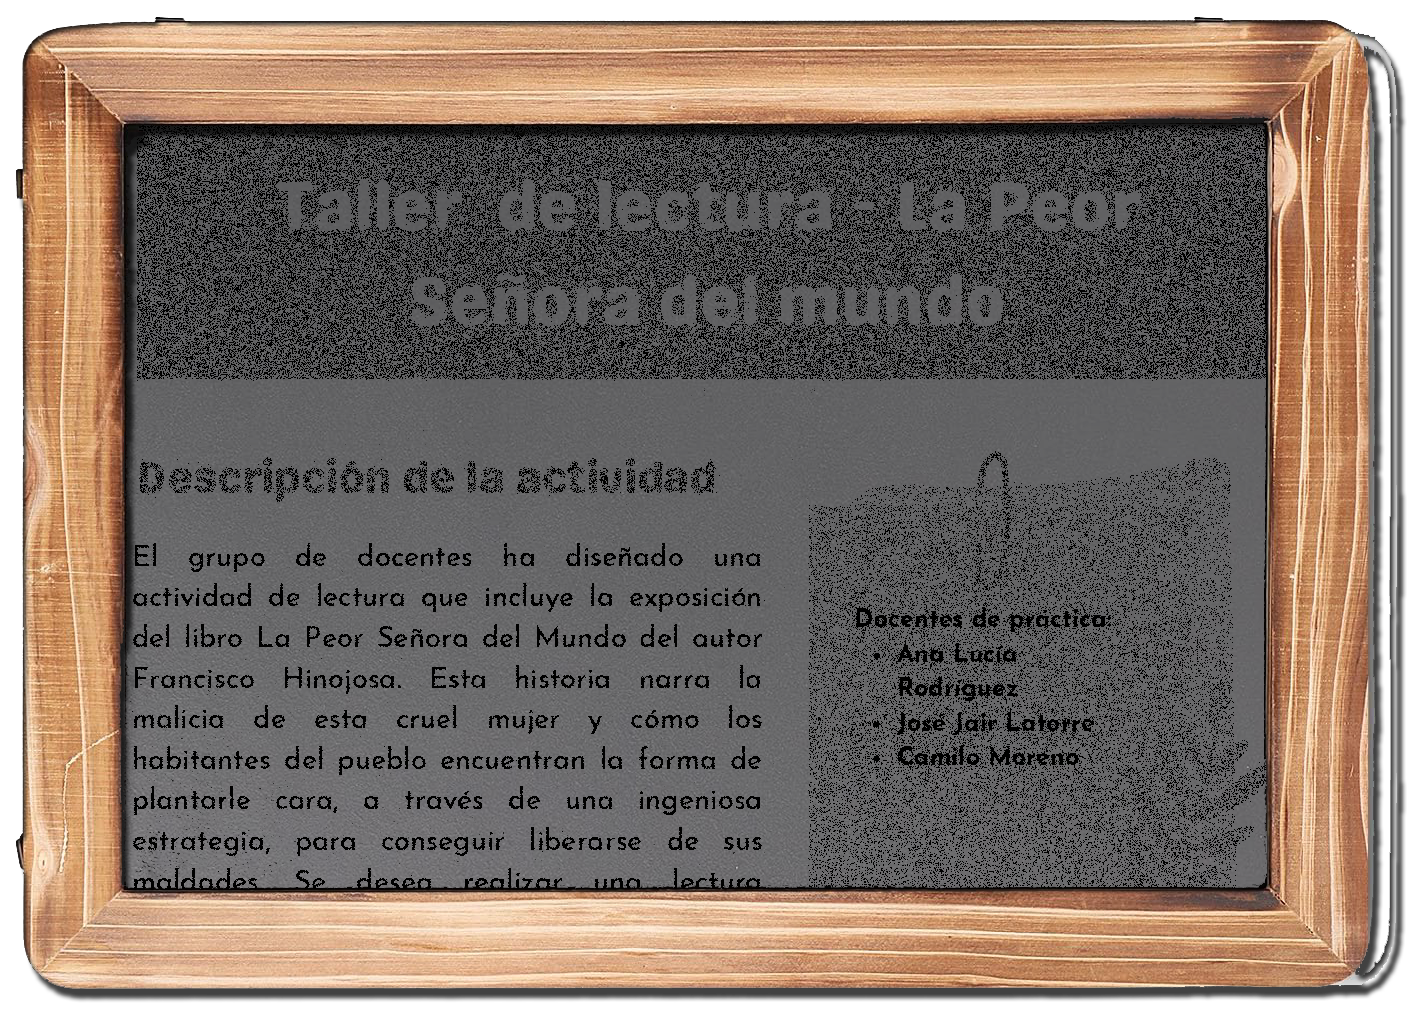 Taller de lectura - La Peor
Señora del mundo
Descripción de la actividad
El grupo de docentes ha diseñado una
actividad de lectura que incluye la exposición
del libro La Peor Señora del Mundo del autor
Francisco Hinojosa. Esta historia narra la
malicia de esta cruel mujer y cómo los
habitantes del pueblo encuentran la forma de
plantarle cara, a través de una ingeniosa
estrategia, para conseguir liberarse de sus
maldades. Se desea realizar una lectura
Docentes de práctica:
• Ana Lucía
Rodríguez
• José Jair Latorre
• Camilo Moreno